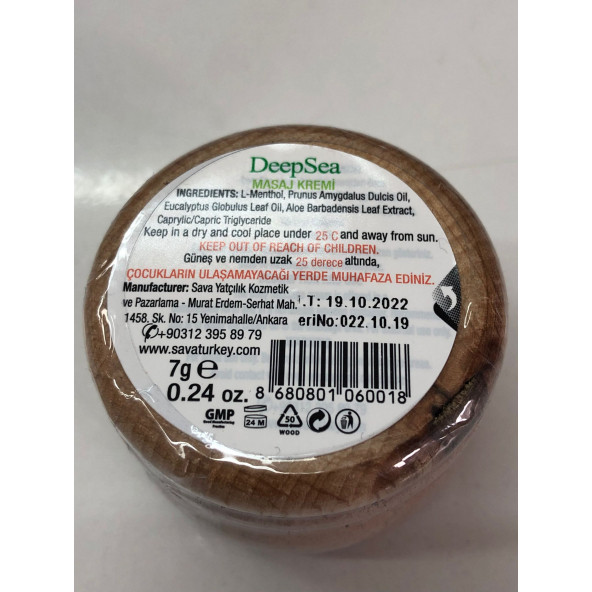 DeepSea
MASAJ KREMİ
INGREDIENTS: L-Menthol, Prunus Amygdalus Dulcis Oil,
Eucalyptus Globulus Leaf Oil, Aloe Barbadensis Leaf Extract,
Caprylic/Capric Triglyceride
Keep in a dry and cool place under 25 C and away from sun.
KEEP OUT OF REACH OF CHILDREN.
Güneş ve nemden uzak 25 derece altında,
ÇOCUKLARIN ULAŞAMAYACAĞI YERDE MUHAFAZA EDİNİZ.
Manufacturer: Sava Yatçılık Kozmetik
ve Pazarlama - Murat Erdem-Serhat Mah. .T: 19.10.2022
1458. Sk. No: 15 Yenimahalle/Ankara eriNo:022.10.19
+90312 395 89 79
www.savaturkey.com
7g e
0.24 oz.
8 680801 060018
GMP
Good Manufacturing
Practice
24 M
50
WOOD